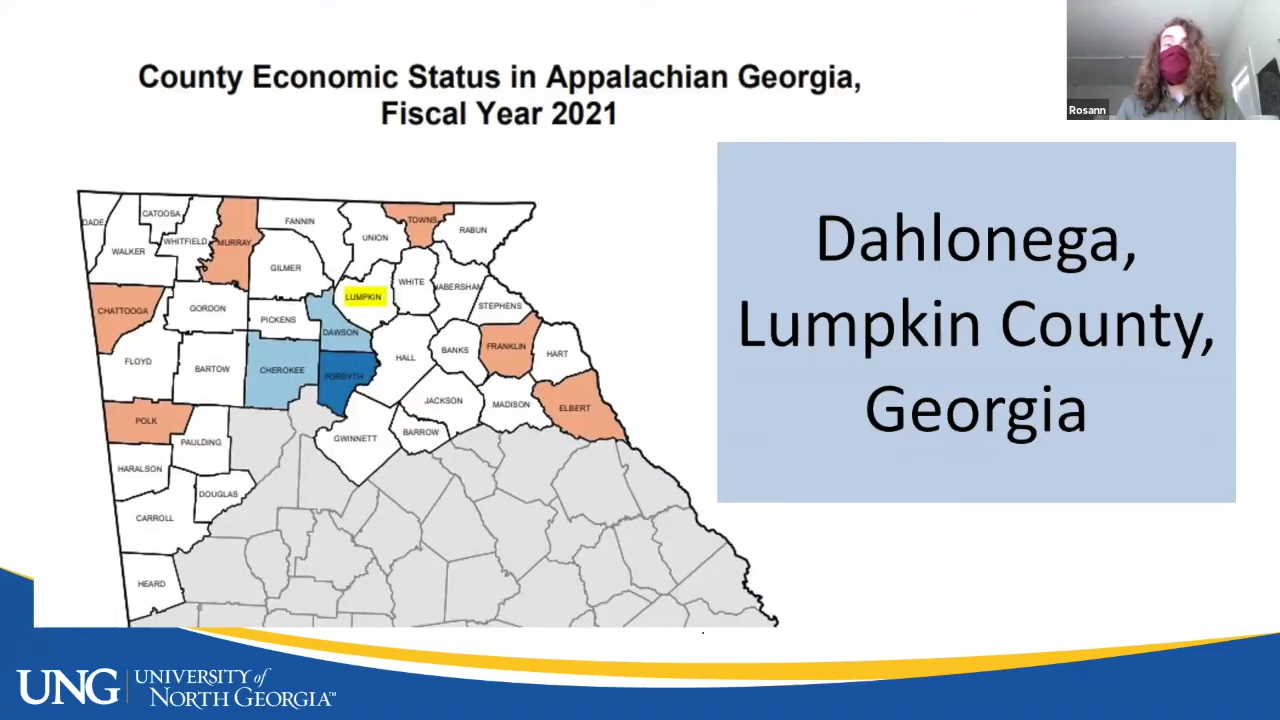 County Economic Status in Appalachian Georgia,
Fiscal Year 2021
Rosann
Dahlonega,
Lumpkin County,
Georgia
DADE
CATOOSA
WALKER
WHITFIELD
MURRAY
FANNIN
GILMER
UNION
TOWNS
RABUN
WHITE
HABERSHAM
STEPHENS
LUMPKIN
CHATTOOGA
GORDON
PICKENS
DAWSON
FLOYD
BARTOW
CHEROKEE
FORSYTH
HALL
BANKS
FRANKLIN
HART
JACKSON
MADISON
ELBERT
POLK
PAULDING
GWINNETT
BARROW
HARALSON
DOUGLAS
CARROLL
HEARD
UNG
UNIVERSITY of
NORTH GEORGIA™